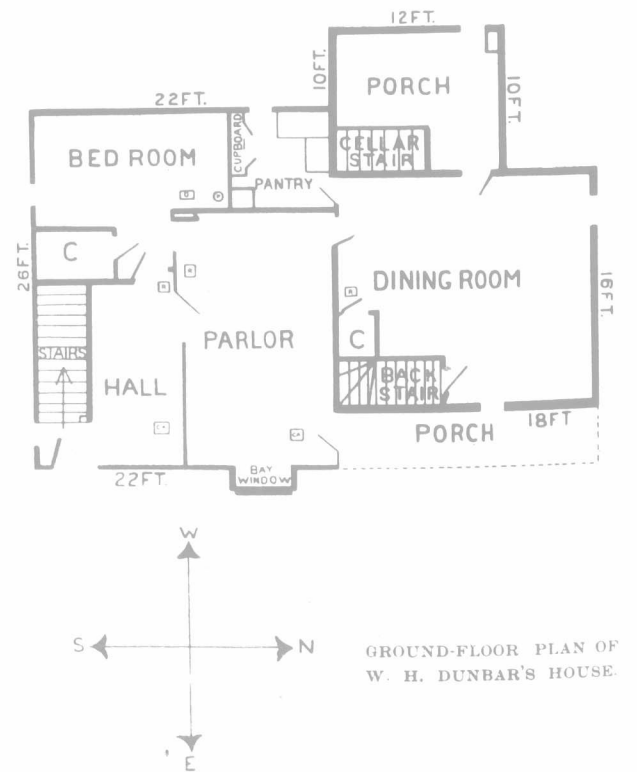 12FT.
10FT.
PORCH
10FT.
22FT.
CUPBOARD
CELLAR
STAIR
BED ROOM
PANTRY
26FT.
C
DINING ROOM
16FT.
STAIRS
PARLOR
C
HALL
BACK
STAIR
PORCH
18FT
22FT.
BAY
WINDOW
W
S
N
E
GROUND-FLOOR PLAN OF
W. H. DUNBAR'S HOUSE.